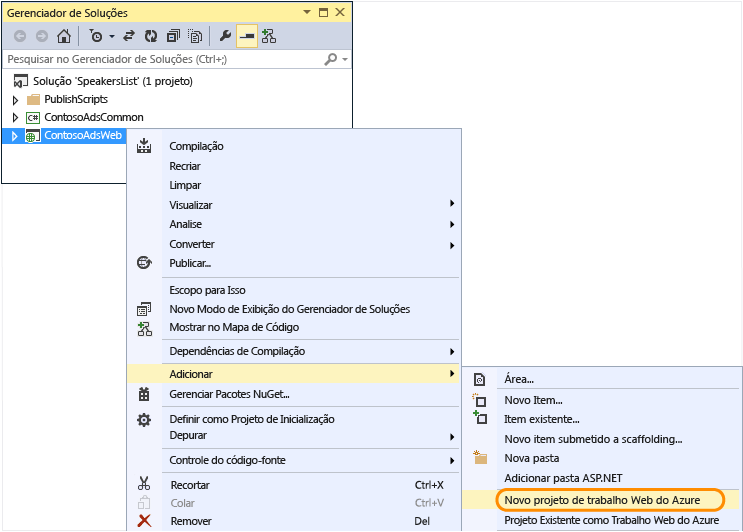 Gerenciador de Soluções
Pesquisar no Gerenciador de Soluções (Ctrl+;)
Solução 'SpeakersList' (1 projeto)
PublishScripts
C# ContosoAdsCommon
ContosoAdsWeb
Compilação
Recriar
Limpar
Visualizar
Analise
Converter
Publicar...
Escopo para Isso
Novo Modo de Exibição do Gerenciador de Soluções
Mostrar no Mapa de Código
Dependências de Compilação
Adicionar
Gerenciar Pacotes NuGet...
Definir como Projeto de Inicialização
Depurar
Controle do código-fonte
Recortar Ctrl+X
Colar Ctrl+V
Remover Del
Área...
Novo Item...
Item existente...
Novo item submetido a scaffolding...
Nova pasta
Adicionar pasta ASP.NET
Novo projeto de trabalho Web do Azure
Projeto Existente como Trabalho Web do Azure